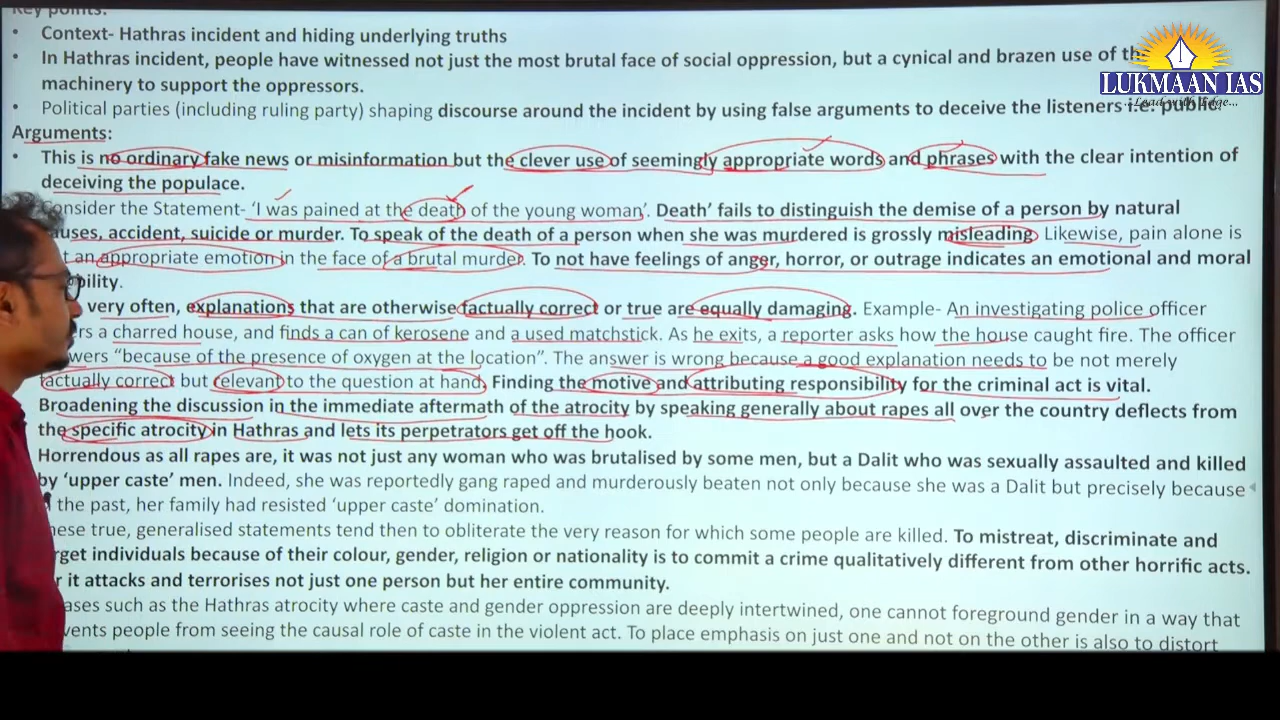 Key points:
• Context- Hathras incident and hiding underlying truths
• In Hathras incident, people have witnessed not just the most brutal face of social oppression, but a cynical and brazen use of
machinery to support the oppressors.
LUKMAAN IAS
...Lead with Edge...
• Political parties (including ruling party) shaping discourse around the incident by using false arguments to deceive the listeners i.e. public.
Arguments:
• This is no ordinary fake news or misinformation but the clever use of seemingly appropriate words and phrases with the clear intention of
deceiving the populace.
Consider the Statement- 'I was pained at the death of the young woman'. Death' fails to distinguish the demise of a person by natural
auses, accident, suicide or murder. To speak of the death of a person when she was murdered is grossly misleading. Likewise, pain alone is
t an appropriate emotion in the face of a brutal murder. To not have feelings of anger, horror, or outrage indicates an emotional and moral
bility.
very often, explanations that are otherwise factually correct or true are equally damaging. Example- An investigating police officer
rs a charred house, and finds a can of kerosene and a used matchstick. As he exits, a reporter asks how the house caught fire. The officer
wers "because of the presence of oxygen at the location". The answer is wrong because a good explanation needs to be not merely
factually correct but relevant to the question at hand. Finding the motive and attributing responsibility for the criminal act is vital.
Broadening the discussion in the immediate aftermath of the atrocity by speaking generally about rapes all over the country deflects from
the specific atrocity in Hathras and lets its perpetrators get off the hook.
Horrendous as all rapes are, it was not just any woman who was brutalised by some men, but a Dalit who was sexually assaulted and killed
by 'upper caste' men. Indeed, she was reportedly gang raped and murderously beaten not only because she was a Dalit but precisely because
the past, her family had resisted 'upper caste' domination.
hese true, generalised statements tend then to obliterate the very reason for which some people are killed. To mistreat, discriminate and
rget individuals because of their colour, gender, religion or nationality is to commit a crime qualitatively different from other horrific acts.
r it attacks and terrorises not just one person but her entire community.
ases such as the Hathras atrocity where caste and gender oppression are deeply intertwined, one cannot foreground gender in a way that
vents people from seeing the causal role of caste in the violent act. To place emphasis on just one and not on the other is also to distort